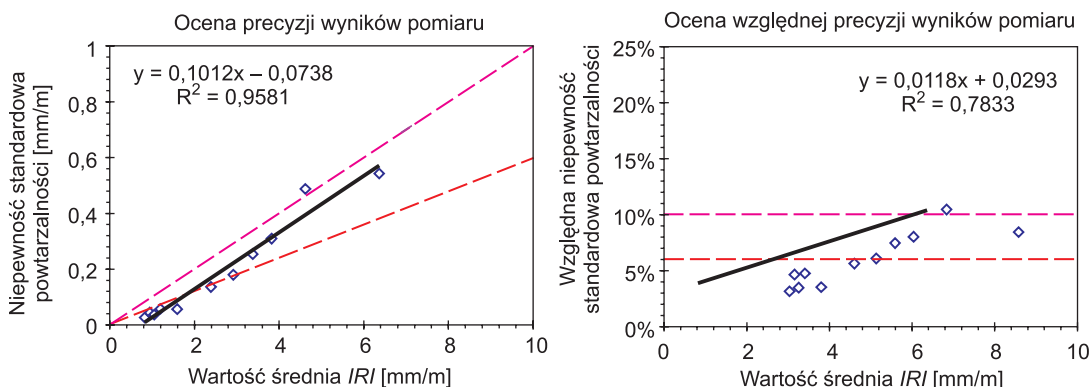 Ocena precyzji wyników pomiaru
Niepewność standardowa
powtarzalności [mm/m]
1
0,8
0,6
0,4
0,2
0
y = 0,1012x – 0,0738
R² = 0,9581
0
2
4
6
8
10
Wartość średnia IRI [mm/m]
Ocena względnej precyzji wyników pomiaru
Względna niepewność
standardowa powtarzalności
25%
20%
15%
10%
5%
0%
y = 0,0118x + 0,0293
R² = 0,7833
0
2
4
6
8
10
Wartość średnia IRI [mm/m]